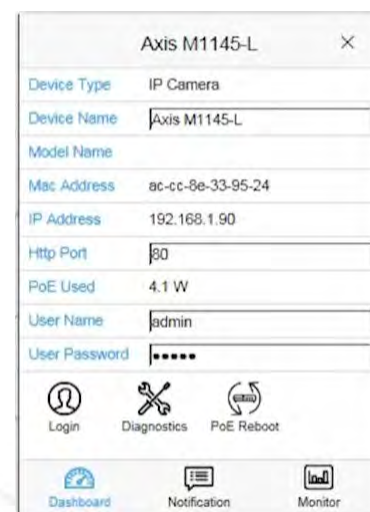 Axis M1145-L
Device Type IP Camera
Device Name Axis M1145-L
Model Name
Mac Address ac-cc-8e-33-95-24
IP Address 192.168.1.90
Http Port 80
PoE Used 4.1 W
User Name admin
User Password •••••
Login Diagnostics PoE Reboot
Dashboard Notification Monitor